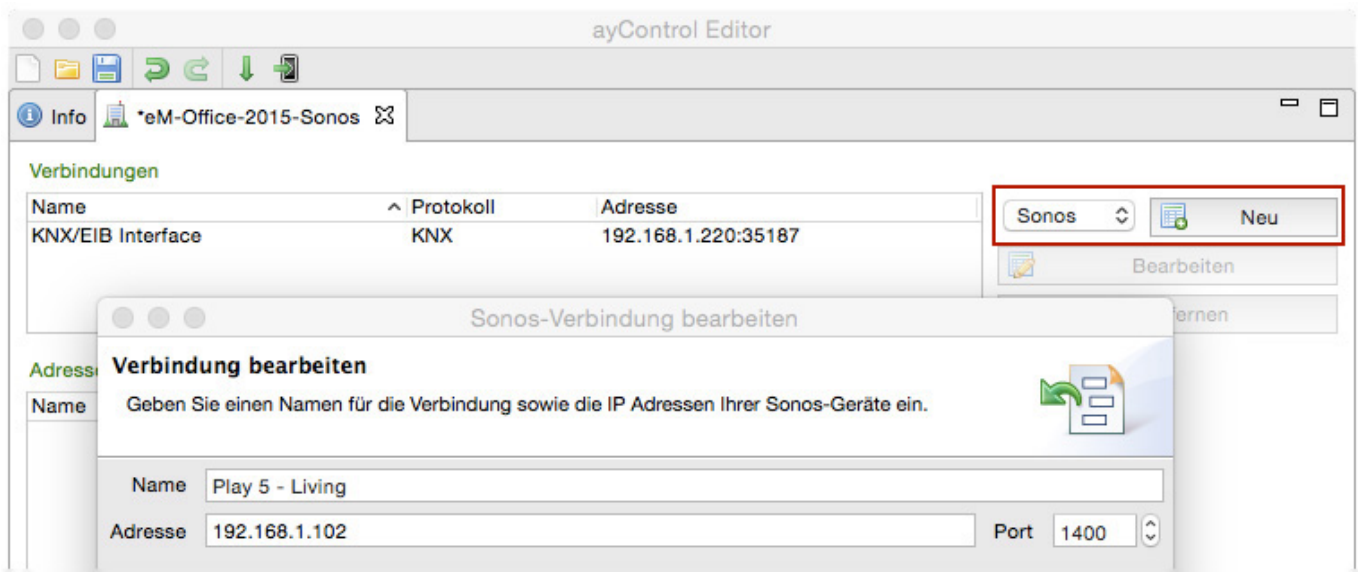 ayControl Editor
Info *eM-Office-2015-Sonos
Verbindungen
Name Protokoll Adresse
KNX/EIB Interface KNX 192.168.1.220:35187
Sonos Neu
Bearbeiten
fernen
Sonos-Verbindung bearbeiten
Adress
Name
Verbindung bearbeiten
Geben Sie einen Namen für die Verbindung sowie die IP Adressen Ihrer Sonos-Geräte ein.
Name Play 5 - Living
Adresse 192.168.1.102 Port 1400